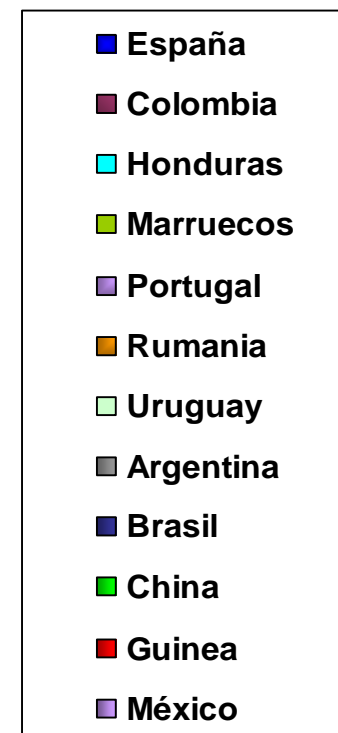 España
Colombia
Honduras
Marruecos
Portugal
Rumania
Uruguay
Argentina
Brasil
China
Guinea
México